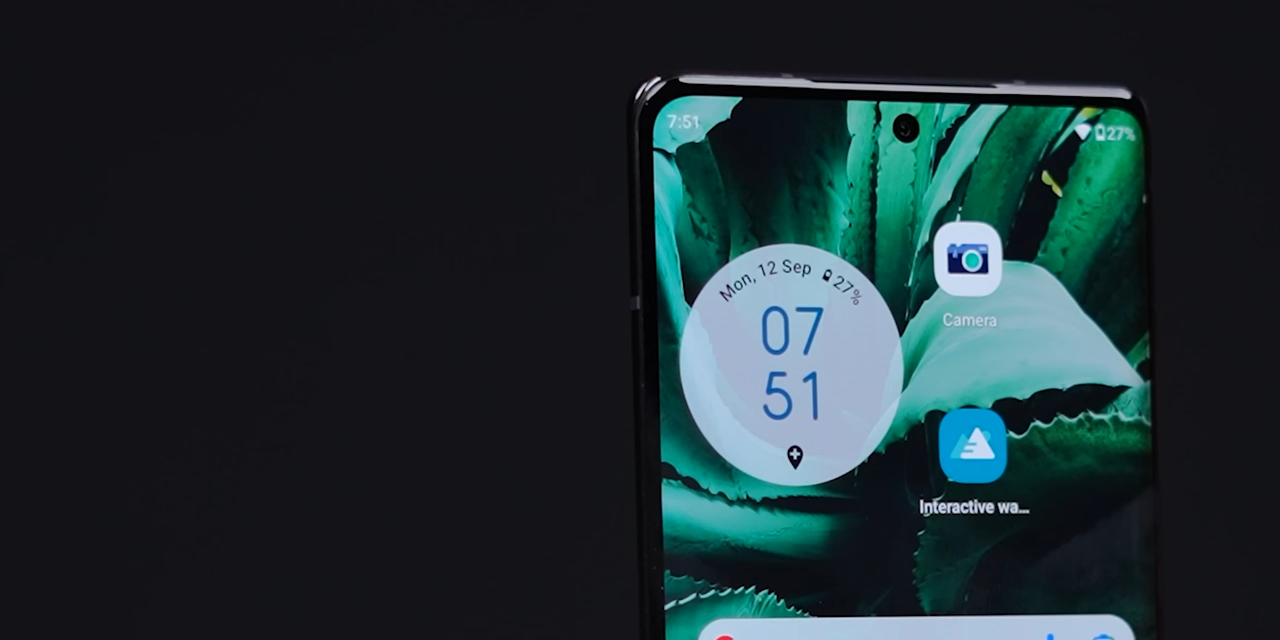 7:51
27%
Mon, 12 Sep 27%
07
51
Camera
Interactive wa...